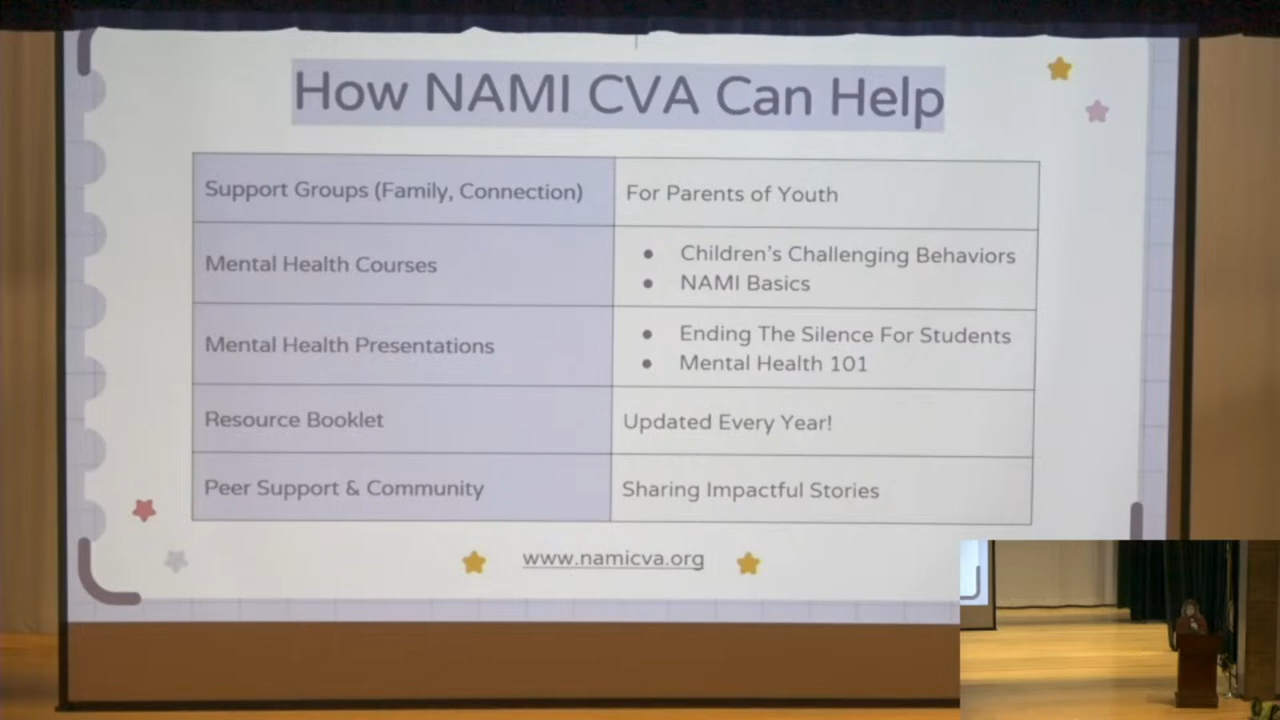 How NAMI CVA Can Help
Support Groups (Family, Connection)
For Parents of Youth
Mental Health Courses
● Children's Challenging Behaviors
● NAMI Basics
Mental Health Presentations
● Ending The Silence For Students
● Mental Health 101
Resource Booklet
Updated Every Year!
Peer Support & Community
Sharing Impactful Stories
www.namicva.org